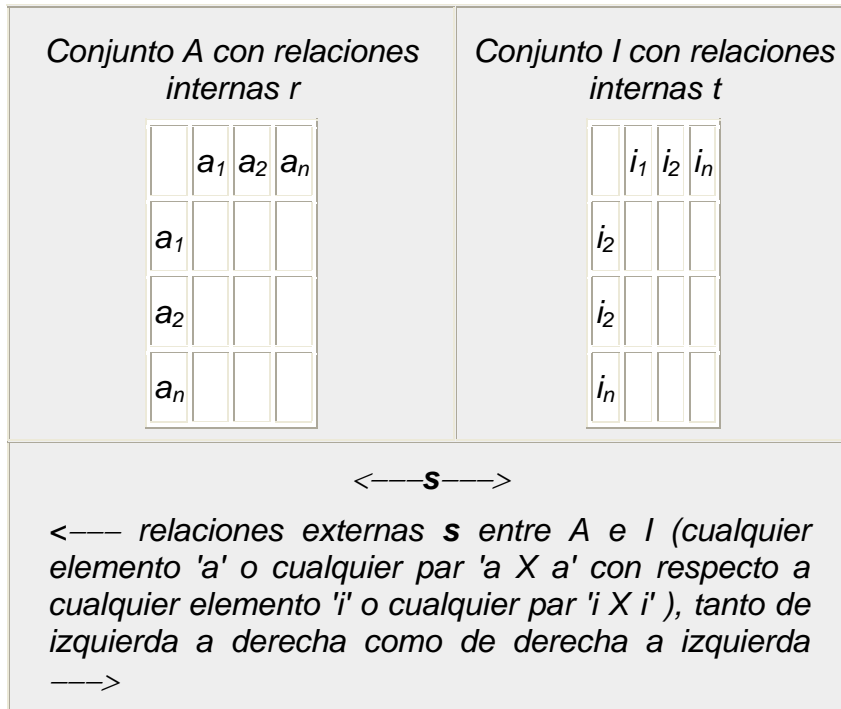 Conjunto A con relaciones
internas r
a1 a2 an
a1
a2
an
Conjunto I con relaciones
internas t
i1 i2 in
i2
i2
in
<−−−s−−−>
<−−− relaciones externas s entre A e I (cualquier
elemento 'a' o cualquier par 'a X a' con respecto a
cualquier elemento 'i' o cualquier par 'i X i' ), tanto de
izquierda a derecha como de derecha a izquierda
−−−>